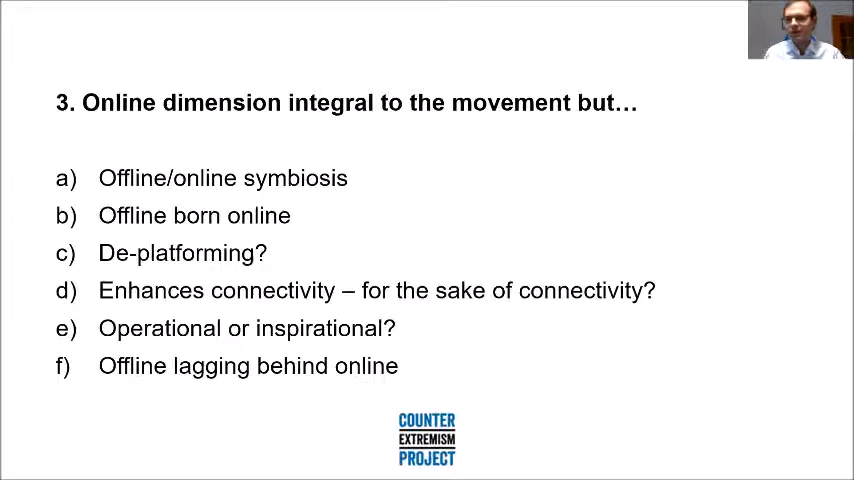 3. Online dimension integral to the movement but…
a) Offline/online symbiosis
b) Offline born online
c) De-platforming?
d) Enhances connectivity – for the sake of connectivity?
e) Operational or inspirational?
f) Offline lagging behind online
COUNTER
EXTREMISM
PROJECT